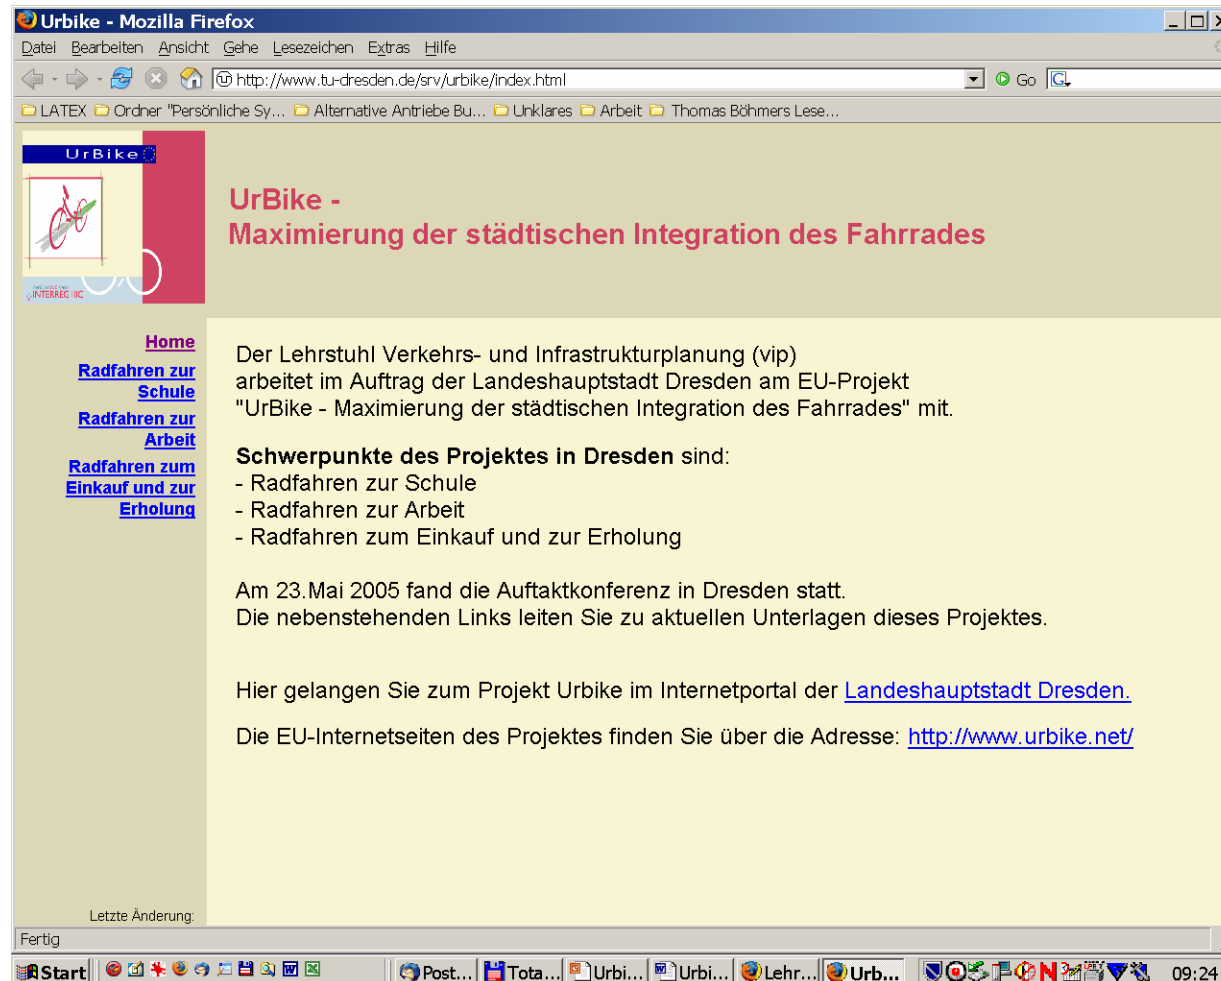 Urbike - Mozilla Firefox
Datei Bearbeiten Ansicht Gehe Lesezeichen Extras Hilfe
http://www.tu-dresden.de/srv/urbike/index.html
Go
G
LATEX Ordner "Persönliche Sy... Alternative Antriebe Bu... Unklares Arbeit Thomas Böhmers Lese...
UrBike
INTERREG IIIC
UrBike -
Maximierung der städtischen Integration des Fahrrades
Home
Radfahren zur
Schule
Radfahren zur
Arbeit
Radfahren zum
Einkauf und zur
Erholung
Der Lehrstuhl Verkehrs- und Infrastrukturplanung (vip)
arbeitet im Auftrag der Landeshauptstadt Dresden am EU-Projekt
"UrBike - Maximierung der städtischen Integration des Fahrrades" mit.
Schwerpunkte des Projektes in Dresden sind:
- Radfahren zur Schule
- Radfahren zur Arbeit
- Radfahren zum Einkauf und zur Erholung
Am 23.Mai 2005 fand die Auftaktkonferenz in Dresden statt.
Die nebenstehenden Links leiten Sie zu aktuellen Unterlagen dieses Projektes.
Hier gelangen Sie zum Projekt Urbike im Internetportal der Landeshauptstadt Dresden.
Die EU-Internetseiten des Projektes finden Sie über die Adresse: http://www.urbike.net/
Letzte Änderung:
Fertig
Start Post... Tota... Urbi... Urbi... Lehr... Urb... 09:24